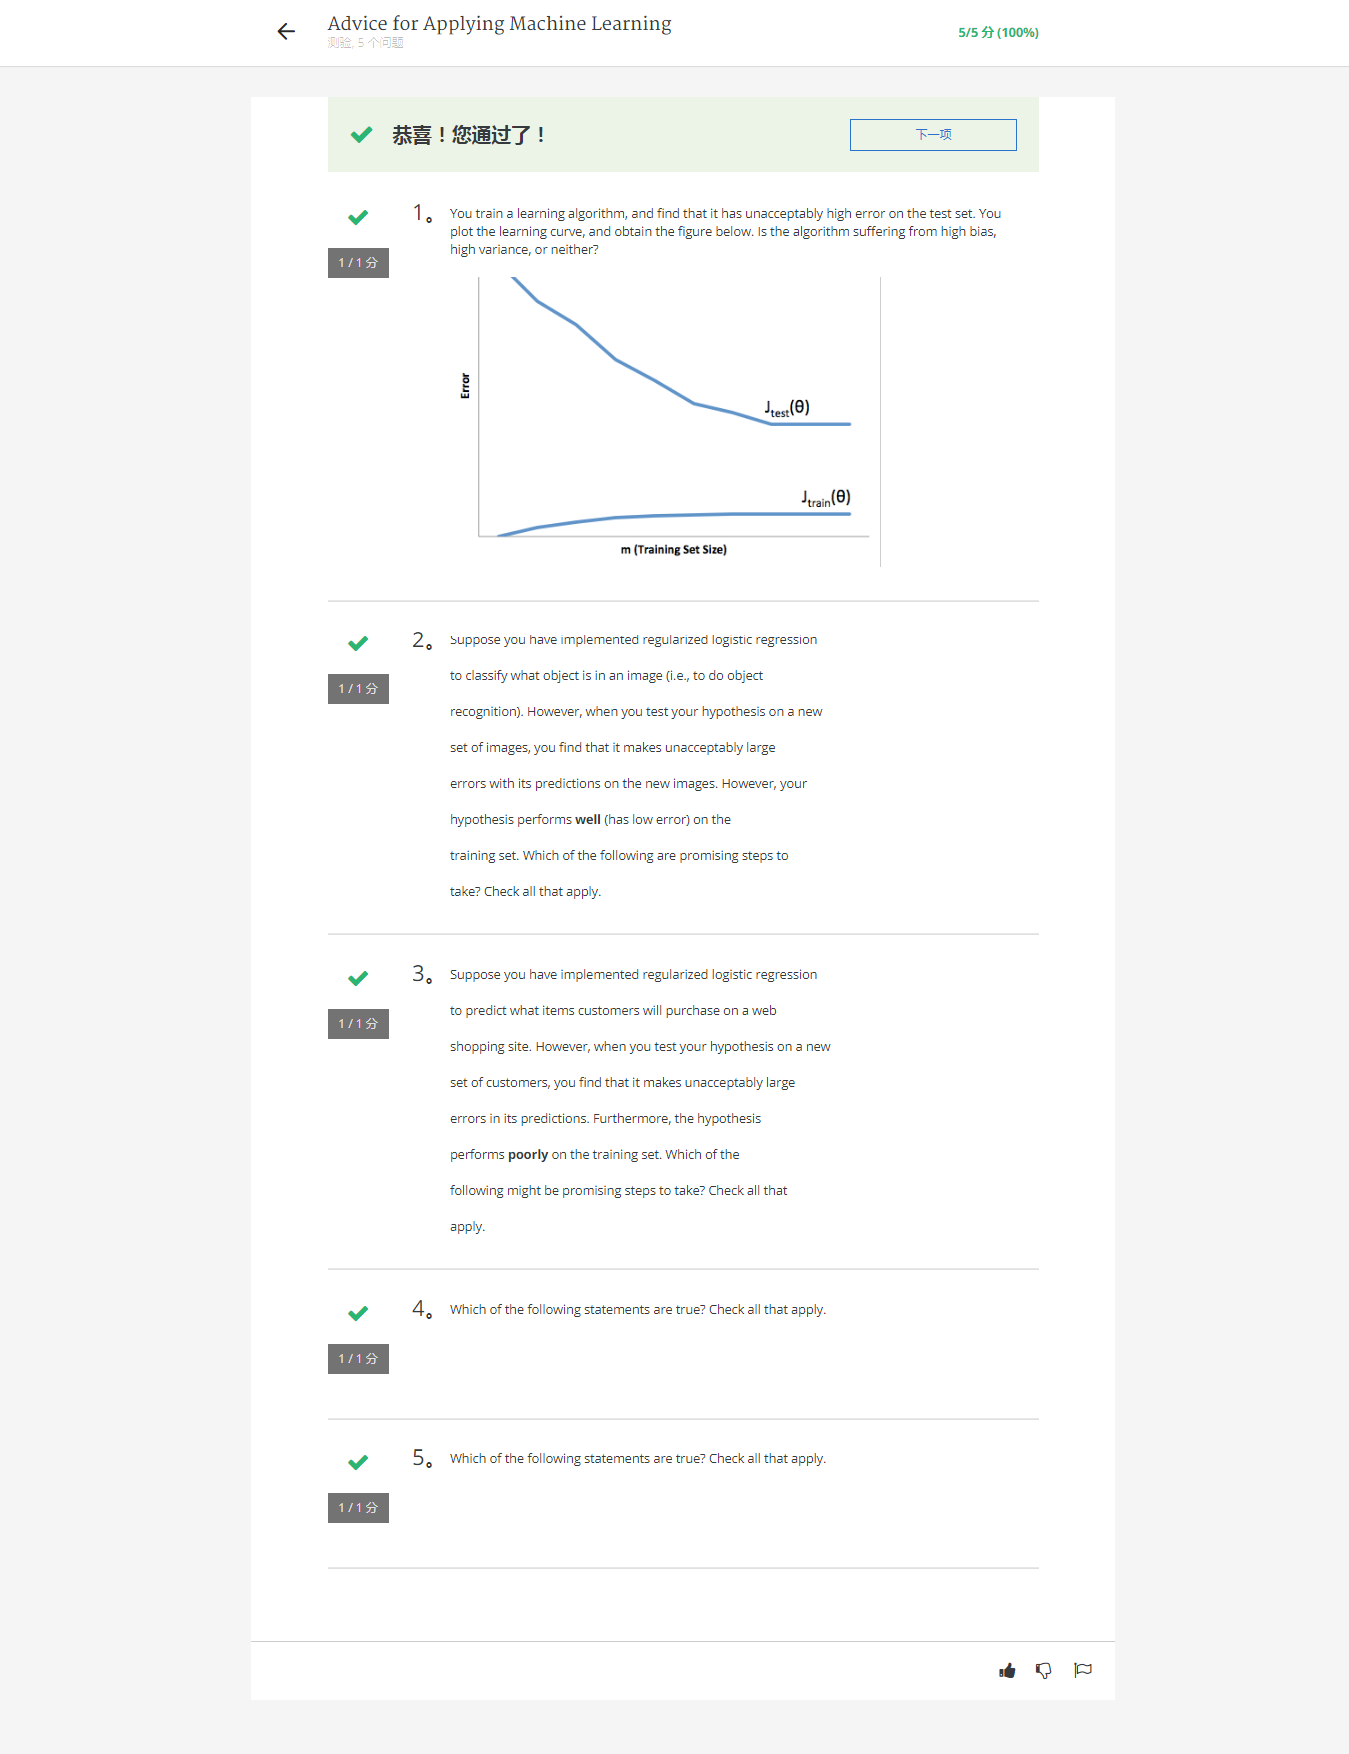 Advice for Applying Machine Learning
测验, 5 个问题
5/5 分 (100%)
恭喜！您通过了！
下一项
1。
You train a learning algorithm, and find that it has unacceptably high error on the test set. You
plot the learning curve, and obtain the figure below. Is the algorithm suffering from high bias,
high variance, or neither?
1 / 1 分
Error
Jtest(θ)
Jtrain(θ)
m (Training Set Size)
2。
Suppose you have implemented regularized logistic regression
to classify what object is in an image (i.e., to do object
1 / 1 分
recognition). However, when you test your hypothesis on a new
set of images, you find that it makes unacceptably large
errors with its predictions on the new images. However, your
hypothesis performs well (has low error) on the
training set. Which of the following are promising steps to
take? Check all that apply.
3。
Suppose you have implemented regularized logistic regression
to predict what items customers will purchase on a web
1 / 1 分
shopping site. However, when you test your hypothesis on a new
set of customers, you find that it makes unacceptably large
errors in its predictions. Furthermore, the hypothesis
performs poorly on the training set. Which of the
following might be promising steps to take? Check all that
apply.
4。
Which of the following statements are true? Check all that apply.
1 / 1 分
5。
Which of the following statements are true? Check all that apply.
1 / 1 分